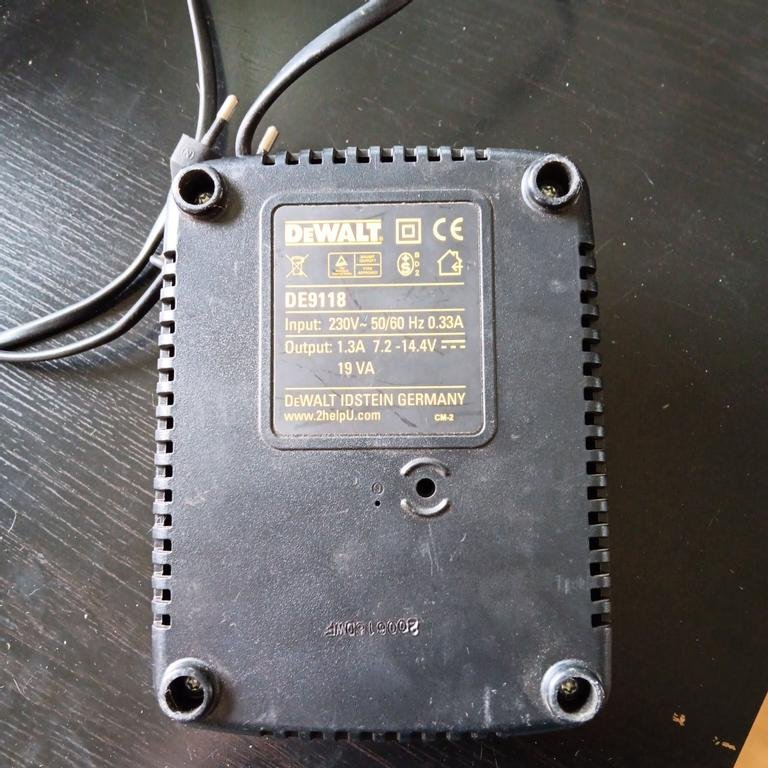 DEWALT
CE
DE9118
Input: 230V~ 50/60 Hz 0.33A
Output: 1.3A 7.2 -14.4V
19 VA
DEWALT IDSTEIN GERMANY
www.2helpU.com CM-2